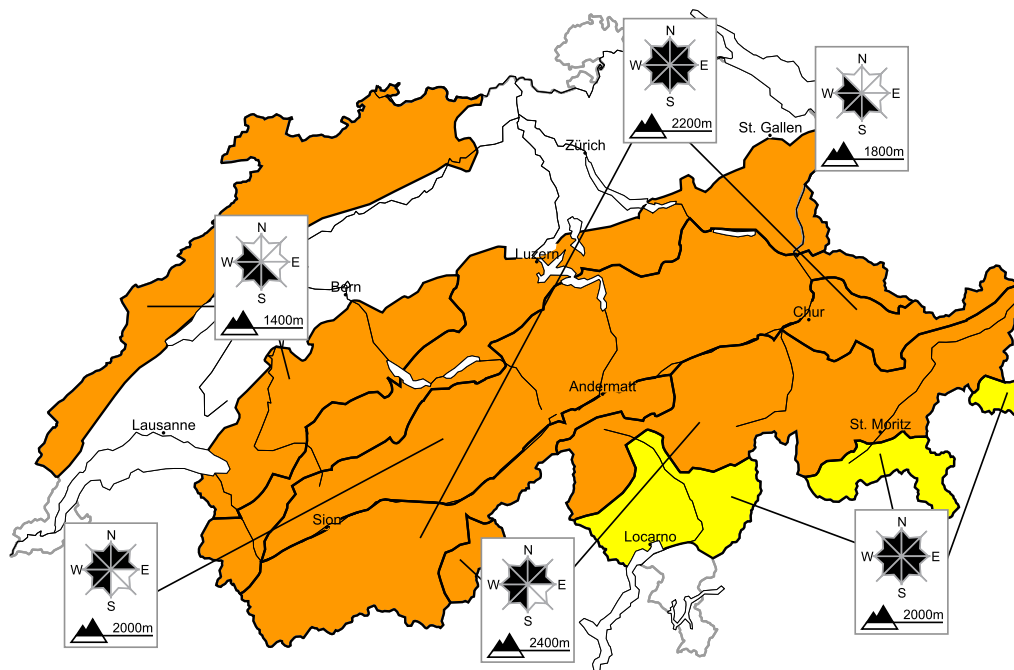 N
W E
S
2200m
N
W E
S
1800m
St. Gallen
Zürich
N
W E
S
1400m
Luzern
Bern
Chur
Andermatt
Lausanne
St. Moritz
Sion
Locarno
N
W E
S
2000m
N
W E
S
2400m
N
W E
S
2000m